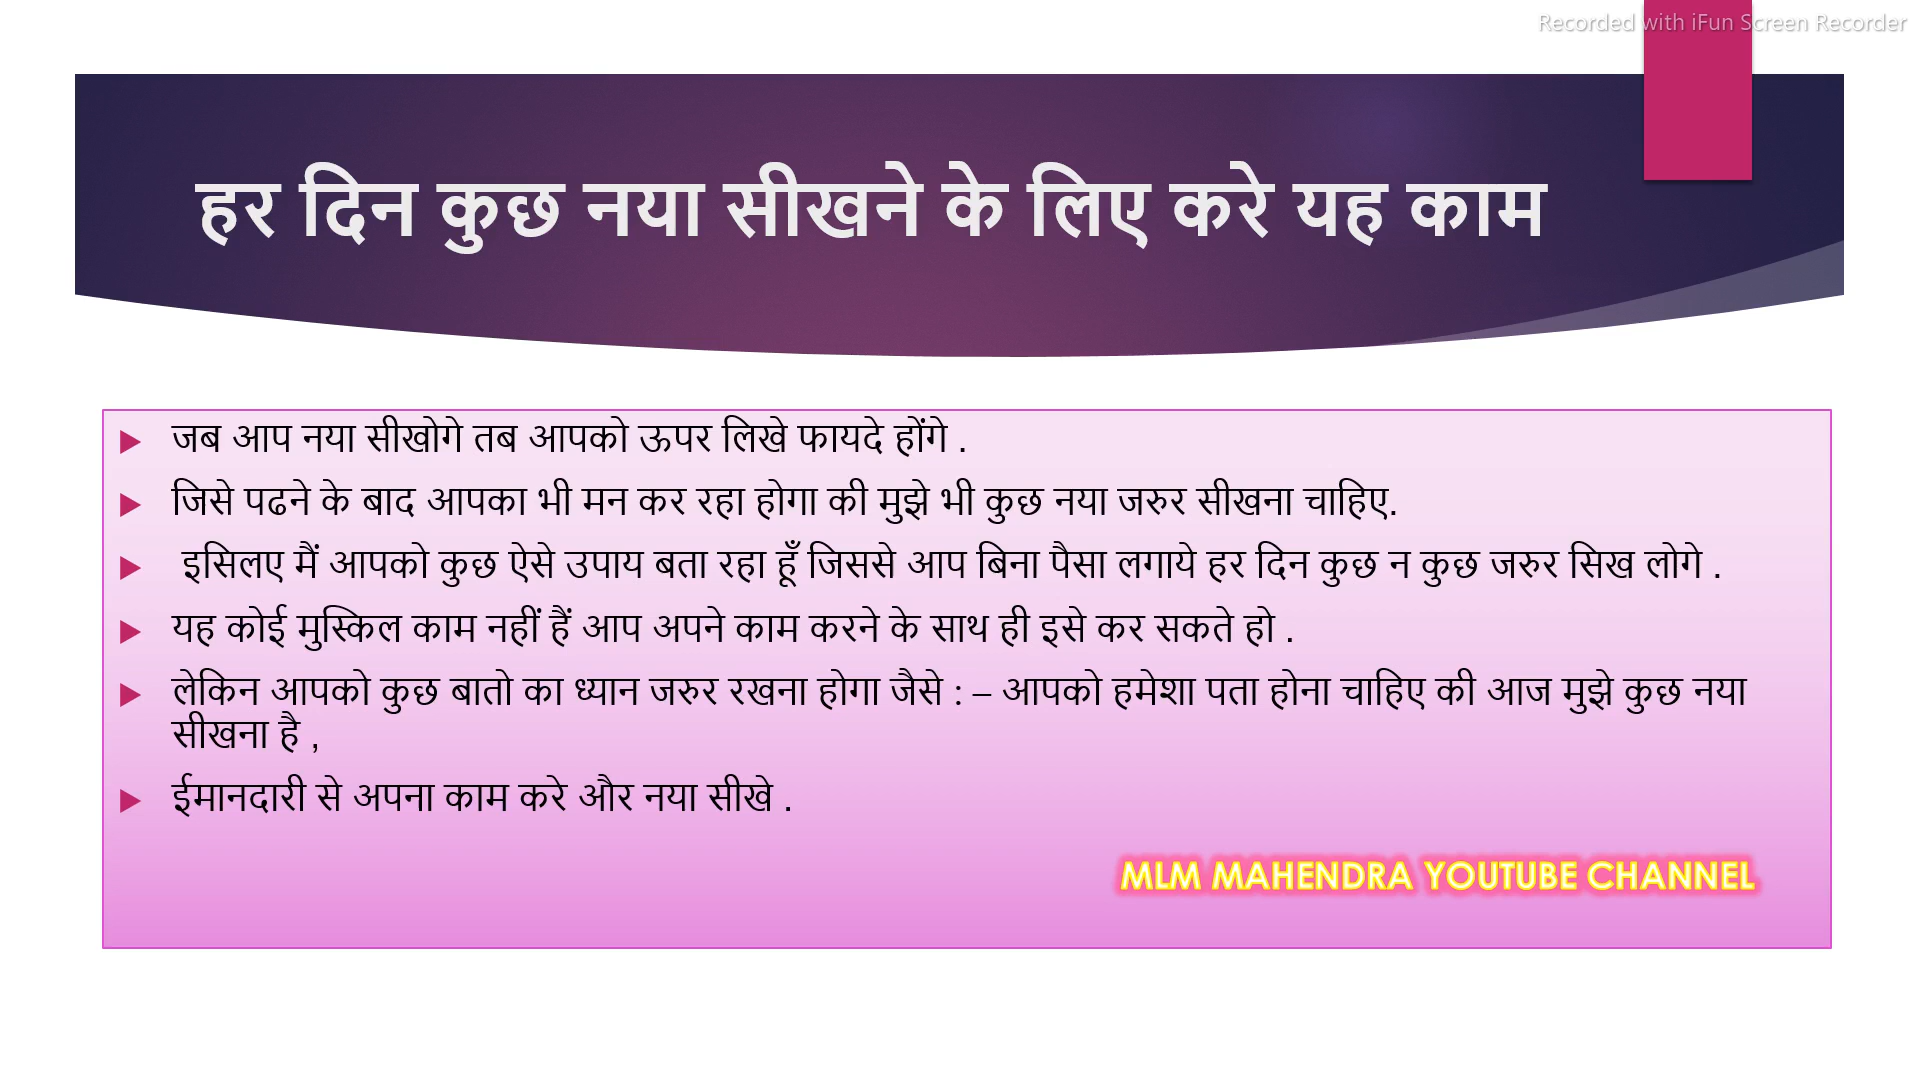 Recorded with iFun Screen Recorder
हर दिन कुछ नया सीखने के लिए करे यह काम
जब आप नया सीखोगे तब आपको ऊपर लिखे फायदे होंगे .
जिसे पढने के बाद आपका भी मन कर रहा होगा की मुझे भी कुछ नया जरुर सीखना चाहिए.
इसिलए मैं आपको कुछ ऐसे उपाय बता रहा हूँ जिससे आप बिना पैसा लगाये हर दिन कुछ न कुछ जरुर सिख लोगे .
यह कोई मुस्किल काम नहीं हैं आप अपने काम करने के साथ ही इसे कर सकते हो .
लेकिन आपको कुछ बातो का ध्यान जरुर रखना होगा जैसे : – आपको हमेशा पता होना चाहिए की आज मुझे कुछ नया
सीखना है ,
ईमानदारी से अपना काम करे और नया सीखे .
MLM MAHENDRA YOUTUBE CHANNEL